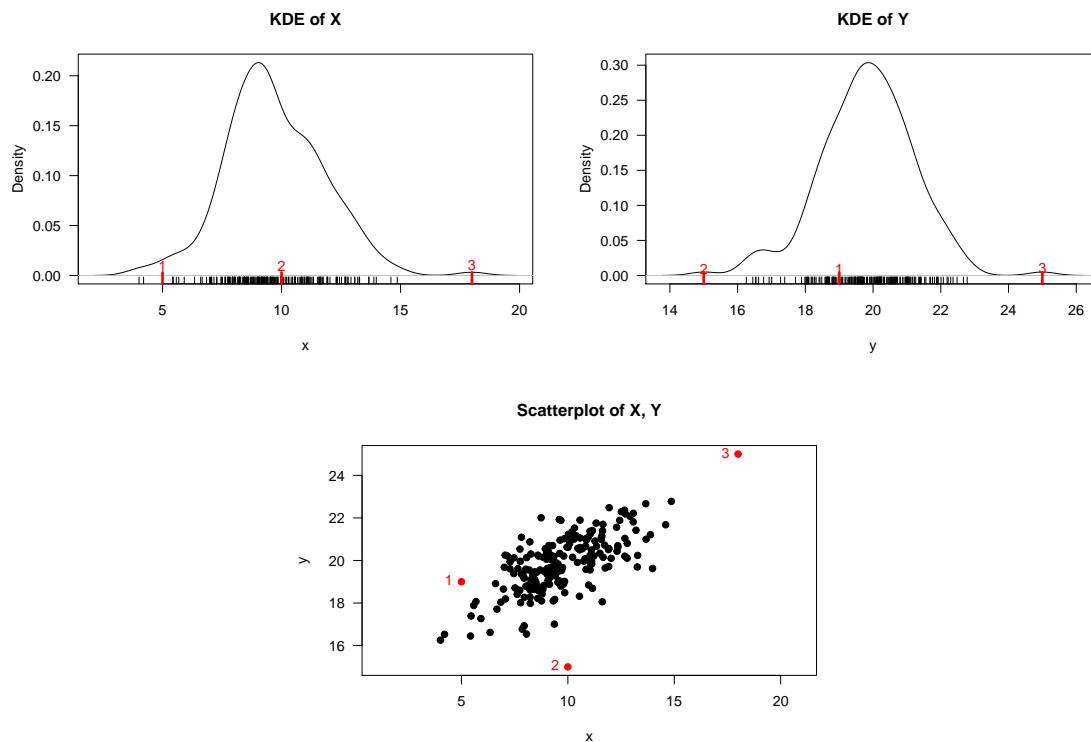 KDE of X
Density
0.00 0.05 0.10 0.15 0.20
1 2 3
5 10 15 20
x
KDE of Y
Density
0.00 0.05 0.10 0.15 0.20 0.25 0.30
2 1 3
14 16 18 20 22 24 26
y
Scatterplot of X, Y
y
16 18 20 22 24
1 2 3
5 10 15 20
x